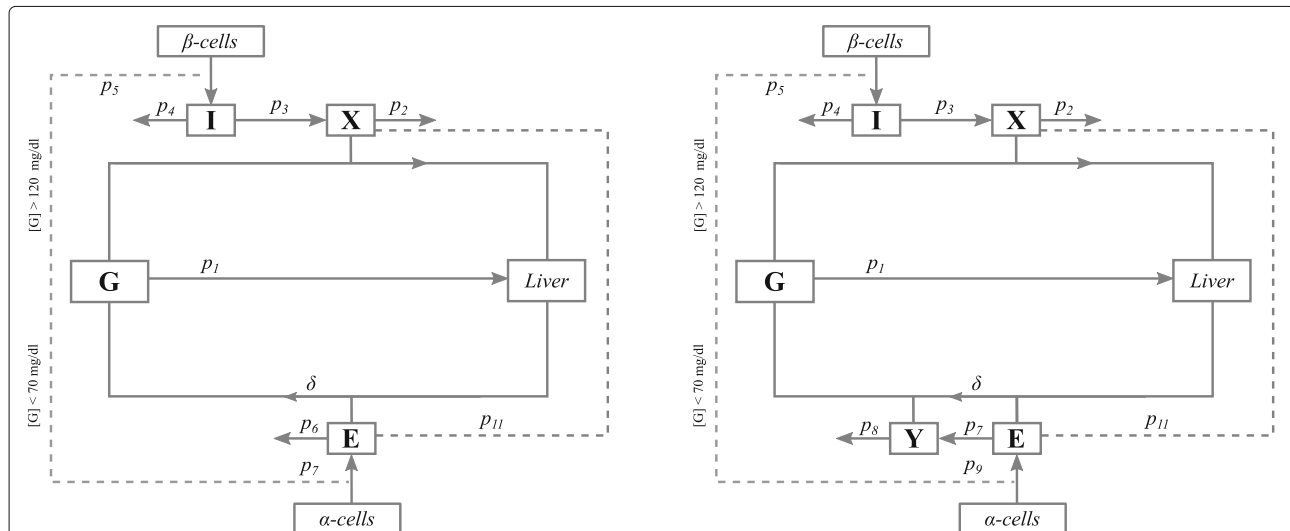 β-cells
p5
p4
I
p3
X
p2
[G] > 120 mg/dl
G
p1
Liver
[G] < 70 mg/dl
δ
p6
E
p11
p7
α-cells
β-cells
p5
p4
I
p3
X
p2
[G] > 120 mg/dl
G
p1
Liver
[G] < 70 mg/dl
δ
p8
Y
p7
E
p11
p9
α-cells